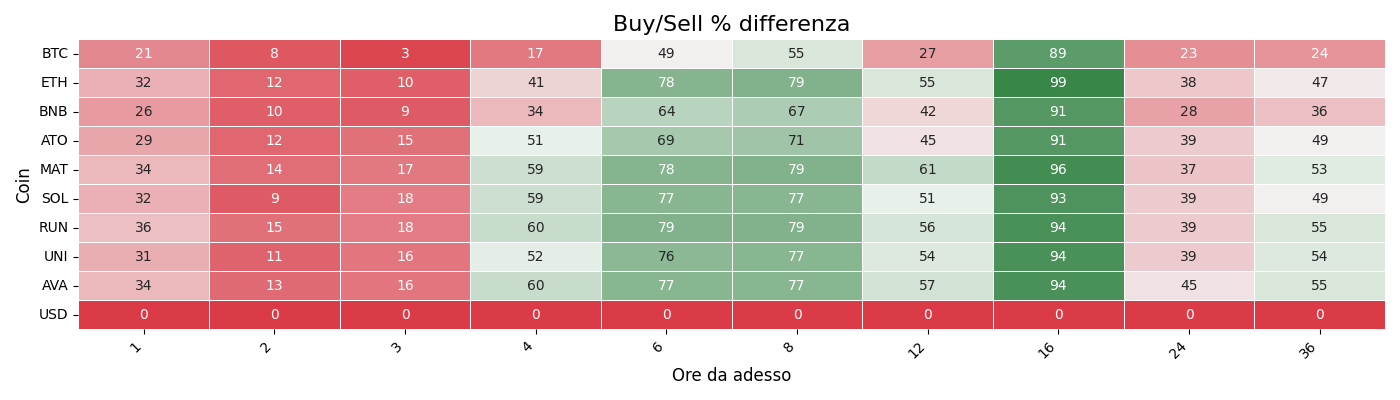 Buy/Sell % differenza
Coin
BTC 21 8 3 17 49 55 27 89 23 24
ETH 32 12 10 41 78 79 55 99 38 47
BNB 26 10 9 34 64 67 42 91 28 36
ATO 29 12 15 51 69 71 45 91 39 49
MAT 34 14 17 59 78 79 61 96 37 53
SOL 32 9 18 59 77 77 51 93 39 49
RUN 36 15 18 60 79 79 56 94 39 55
UNI 31 11 16 52 76 77 54 94 39 54
AVA 34 13 16 60 77 77 57 94 45 55
USD 0 0 0 0 0 0 0 0 0 0
1 2 3 4 6 8 12 16 24 36
Ore da adesso